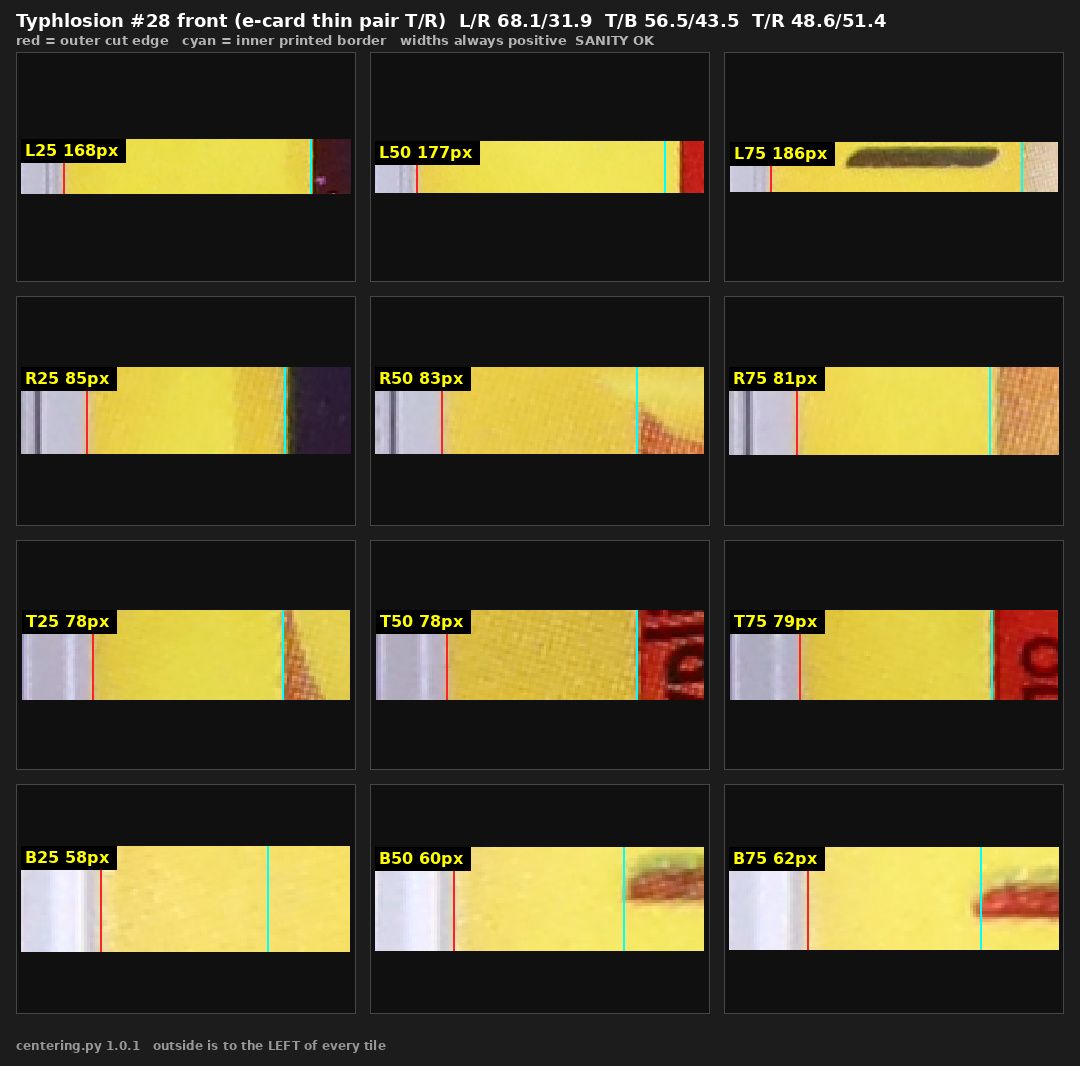 Typhlosion #28 front (e-card thin pair T/R)  L/R 68.1/31.9  T/B 56.5/43.5  T/R 48.6/51.4
red = outer cut edge   cyan = inner printed border   widths always positive  SANITY OK
L25 168px
L50 177px
L75 186px
R25 85px
R50 83px
R75 81px
T25 78px
T50 78px
T75 79px
B25 58px
B50 60px
B75 62px
centering.py 1.0.1   outside is to the LEFT of every tile